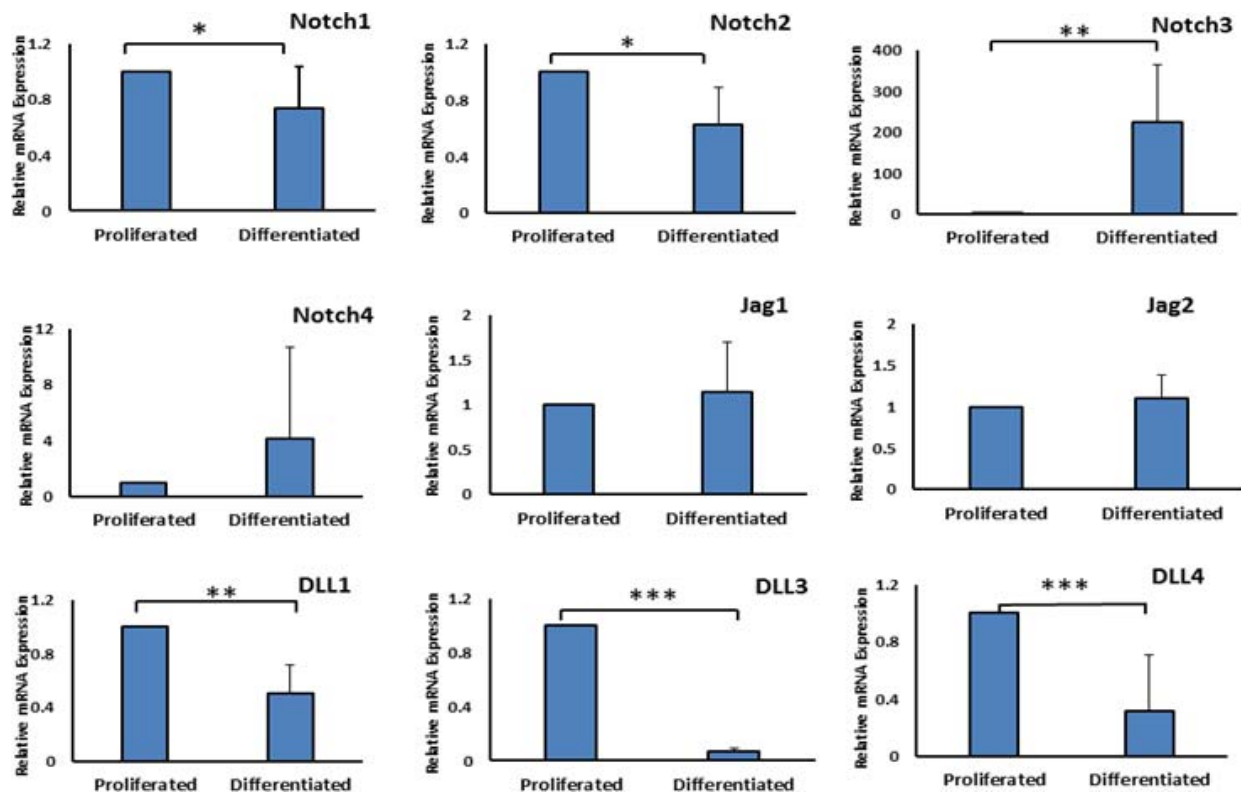 Notch1
*
Relative mRNA Expression
1.2
0.8
0.4
0
Proliferated Differentiated
Notch2
*
Relative mRNA Expression
1.2
0.8
0.4
0
Proliferated Differentiated
Notch3
**
Relative mRNA Expression
400
300
200
100
0
Proliferated Differentiated
Notch4
Relative mRNA Expression
12
8
4
0
Proliferated Differentiated
Jag1
Relative mRNA Expression
2
1.5
1
0.5
0
Proliferated Differentiated
Jag2
Relative mRNA Expression
2
1.5
1
0.5
0
Proliferated Differentiated
DLL1
**
Relative mRNA Expression
1.2
0.8
0.4
0
Proliferated Differentiated
DLL3
***
Relative mRNA Expression
1.2
0.8
0.4
0
Proliferated Differentiated
DLL4
***
Relative mRNA Expression
1.2
0.8
0.4
0
Proliferated Differentiated